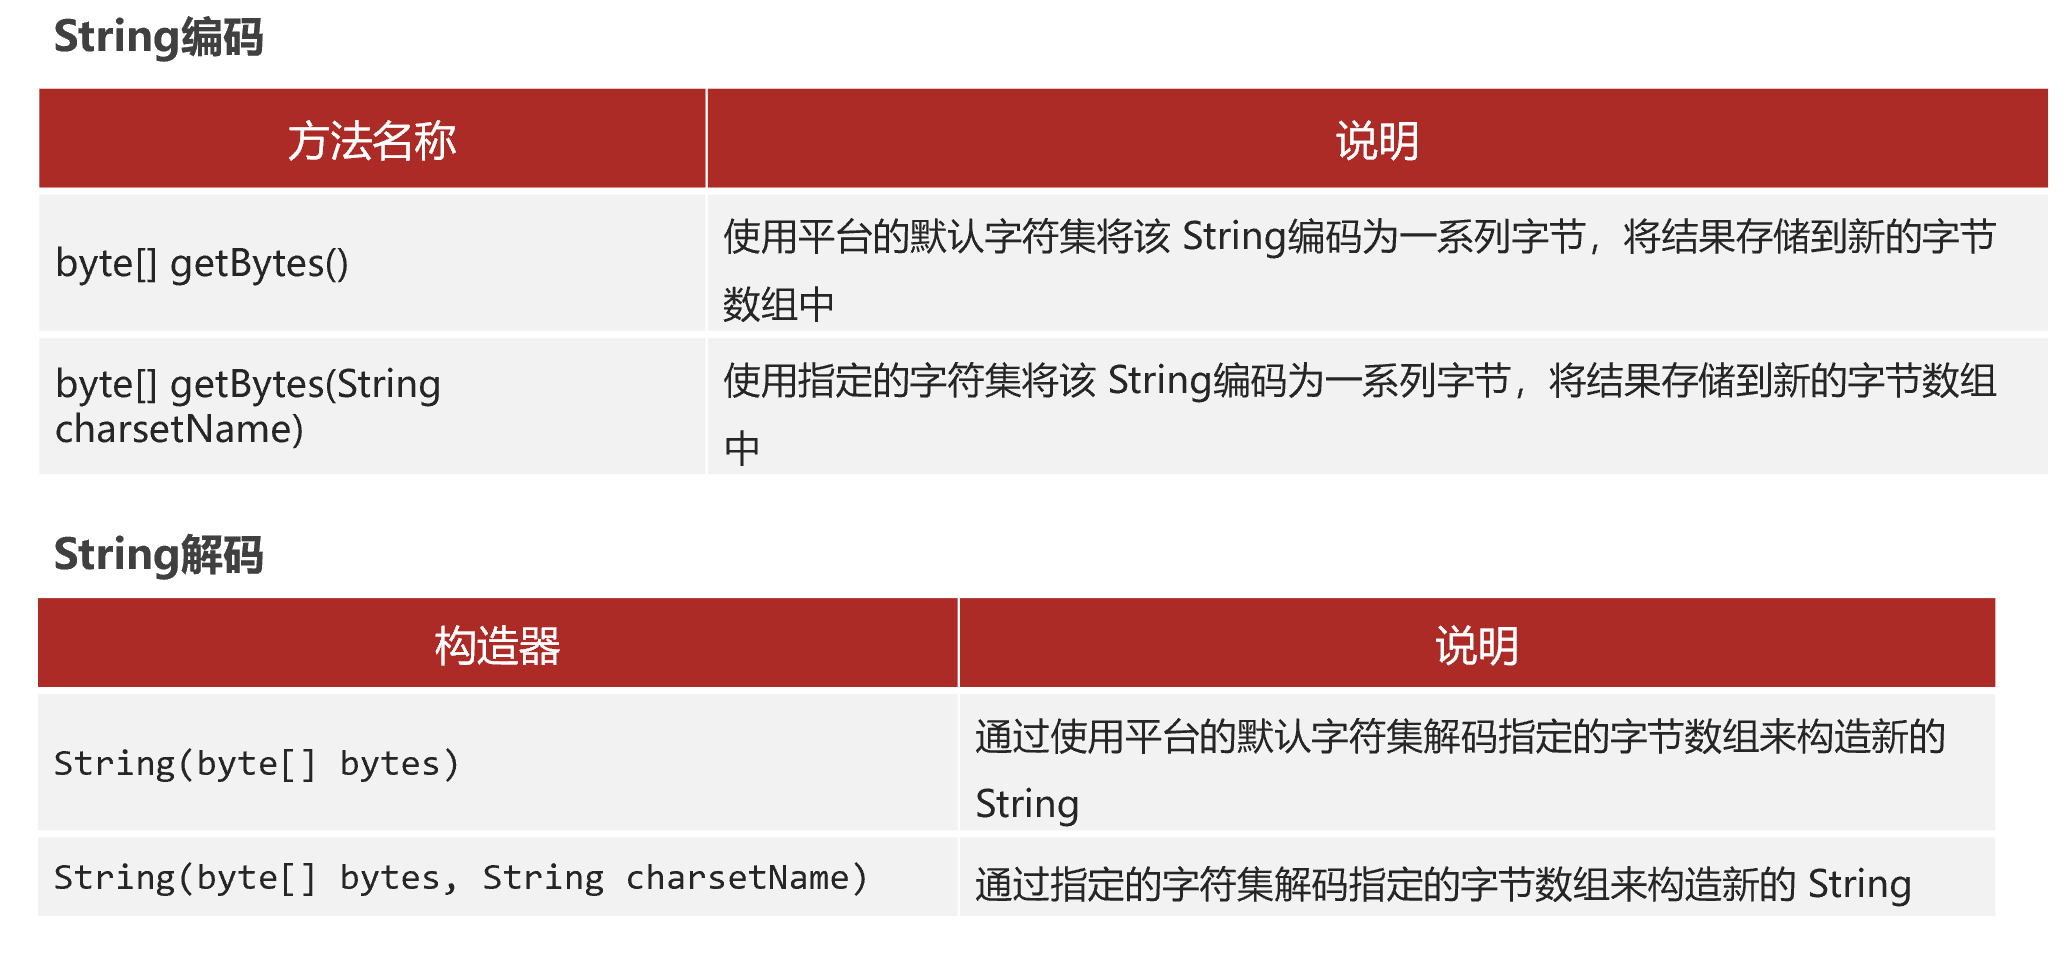 String编码
方法名称
说明
byte[] getBytes()
使用平台的默认字符集将该 String编码为一系列字节，将结果存储到新的字节
数组中
byte[] getBytes(String
charsetName)
使用指定的字符集将该 String编码为一系列字节，将结果存储到新的字节数组
中
String解码
构造器
说明
String(byte[] bytes)
通过使用平台的默认字符集解码指定的字节数组来构造新的
String
String(byte[] bytes, String charsetName)
通过指定的字符集解码指定的字节数组来构造新的 String